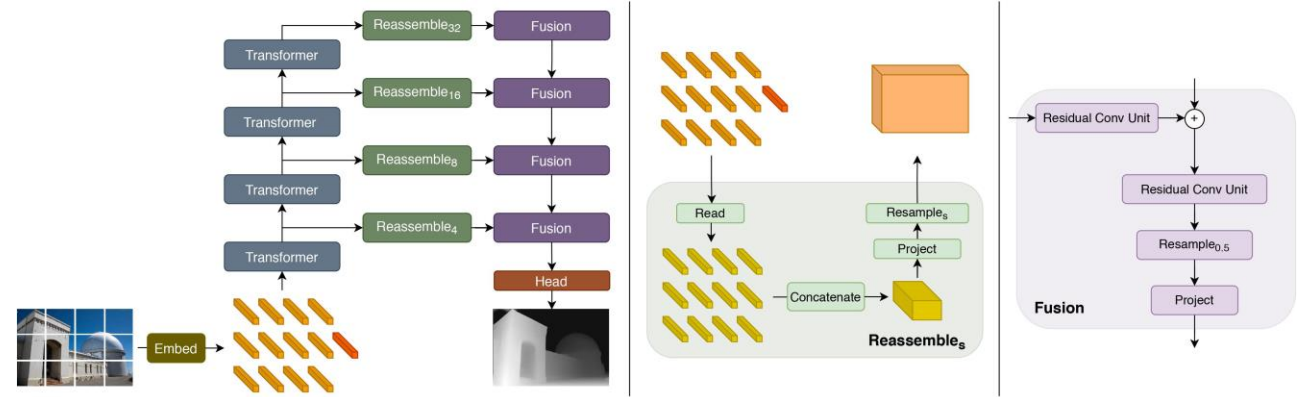 Reassemble₃₂
Fusion
Transformer
Reassemble₁₆
Fusion
Transformer
Reassemble₈
Fusion
Transformer
Reassemble₄
Fusion
Transformer
Head
Embed
Read
Resampleₛ
Project
Concatenate
Reassembleₛ
Residual Conv Unit
+
Residual Conv Unit
Resample₀.₅
Project
Fusion